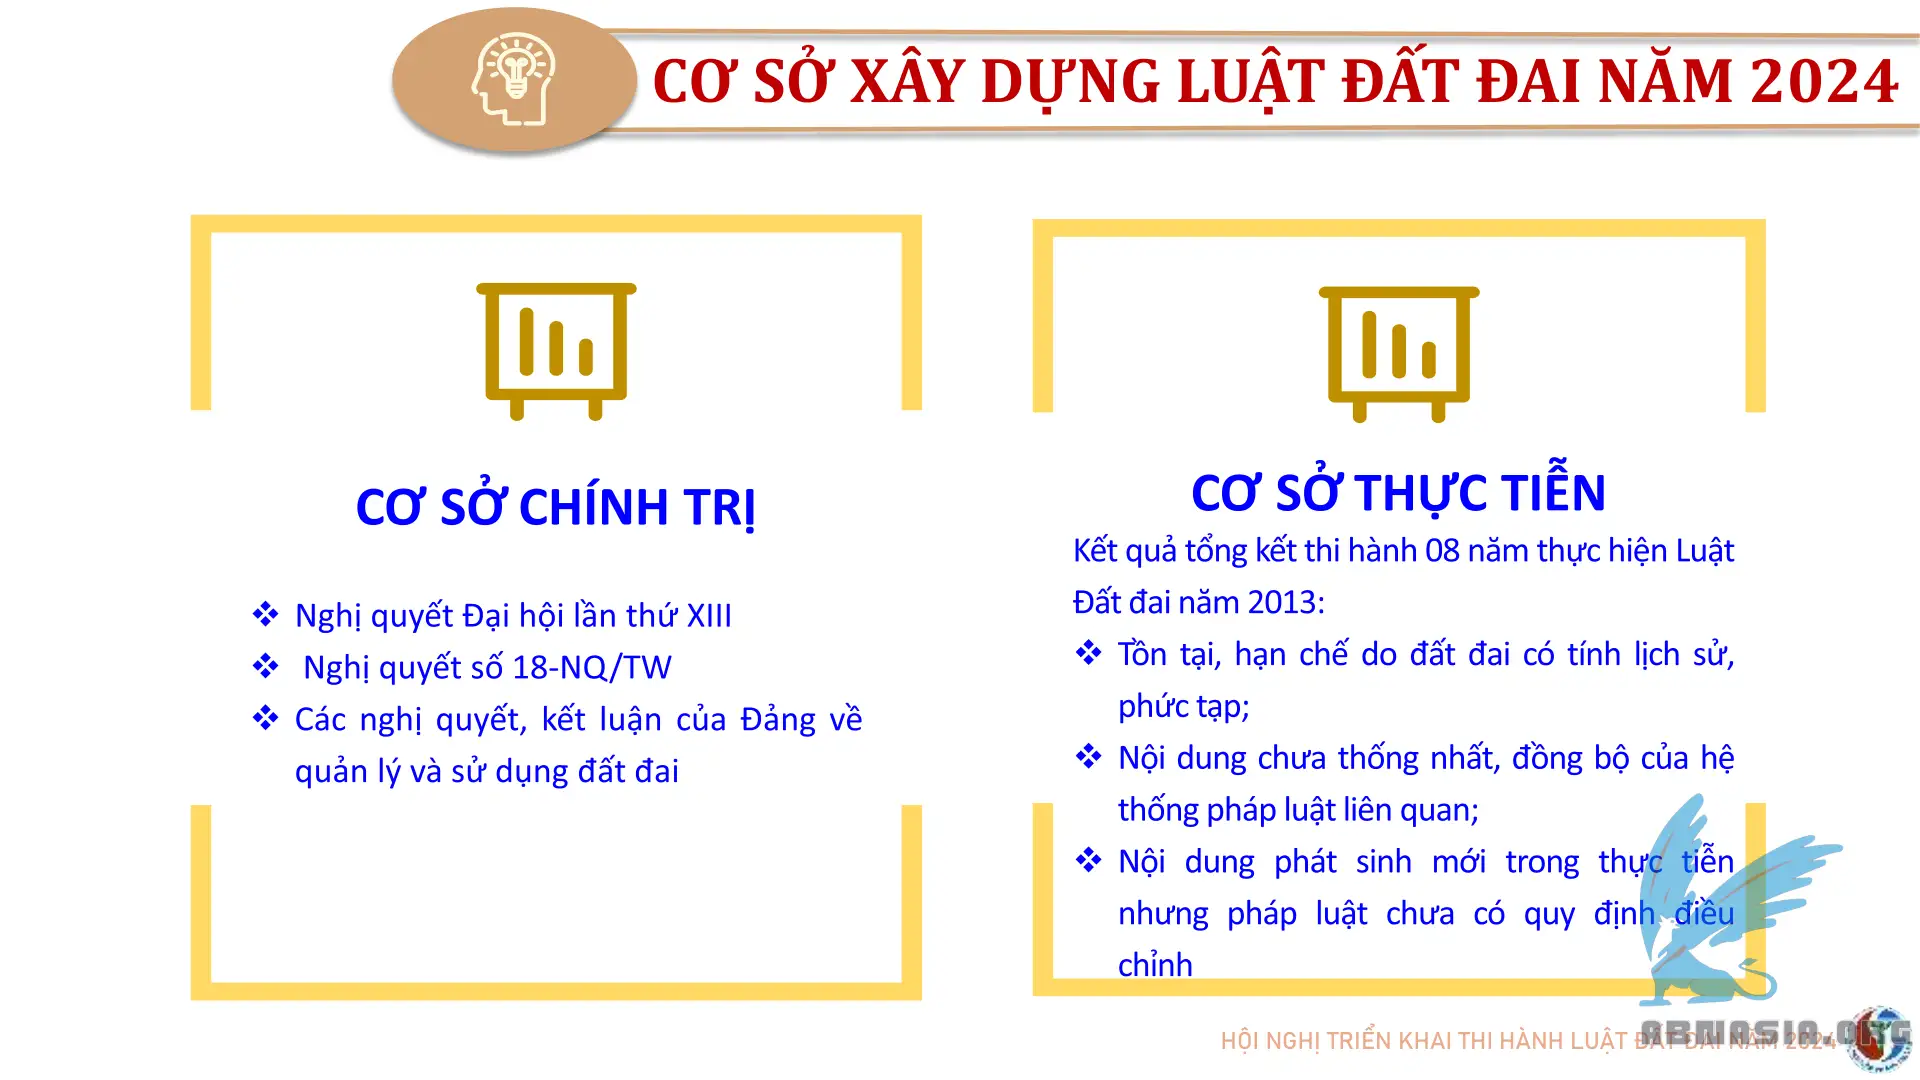 CƠ SỞ XÂY DỰNG LUẬT ĐẤT ĐAI NĂM 2024
CƠ SỞ CHÍNH TRỊ
❖ Nghị quyết Đại hội lần thứ XIII
❖ Nghị quyết số 18-NQ/TW
❖ Các nghị quyết, kết luận của Đảng về
quản lý và sử dụng đất đai
CƠ SỞ THỰC TIỄN
Kết quả tổng kết thi hành 08 năm thực hiện Luật
Đất đai năm 2013:
❖ Tồn tại, hạn chế do đất đai có tính lịch sử,
phức tạp;
❖ Nội dung chưa thống nhất, đồng bộ của hệ
thống pháp luật liên quan;
❖ Nội dung phát sinh mới trong thực tiễn
nhưng pháp luật chưa có quy định điều
chỉnh
HỘI NGHỊ TRIỂN KHAI THI HÀNH LUẬT ĐẤT ĐAI NĂM 2024
ABMASIA.ORG